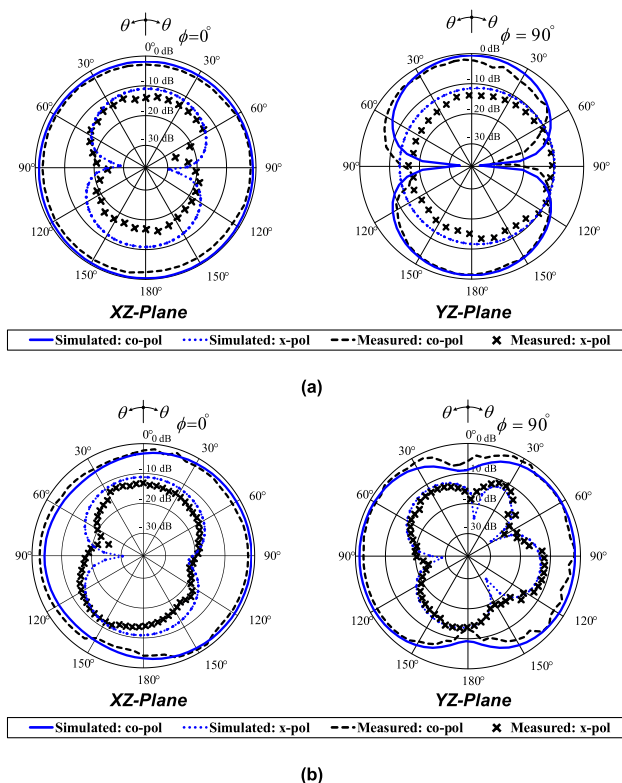 θ θ ϕ=0°
0° 0 dB
30° 30°
-10 dB
60° -20 dB 60°
-30 dB
90° 90°
120° 120°
150° 150°
180°
XZ-Plane
θ θ ϕ = 90°
0° 0 dB
30° 30°
-10 dB
60° -20 dB 60°
-30 dB
90° 90°
120° 120°
150° 150°
180°
YZ-Plane
Simulated: co-pol Simulated: x-pol Measured: co-pol Measured: x-pol
(a)
θ θ ϕ=0°
0° 0 dB
30° 30°
-10 dB
60° -20 dB 60°
-30 dB
90° 90°
120° 120°
150° 150°
180°
XZ-Plane
θ θ ϕ = 90°
0° 0 dB
30° 30°
-10 dB
60° -20 dB 60°
-30 dB
90° 90°
120° 120°
150° 150°
180°
YZ-Plane
Simulated: co-pol Simulated: x-pol Measured: co-pol Measured: x-pol
(b)